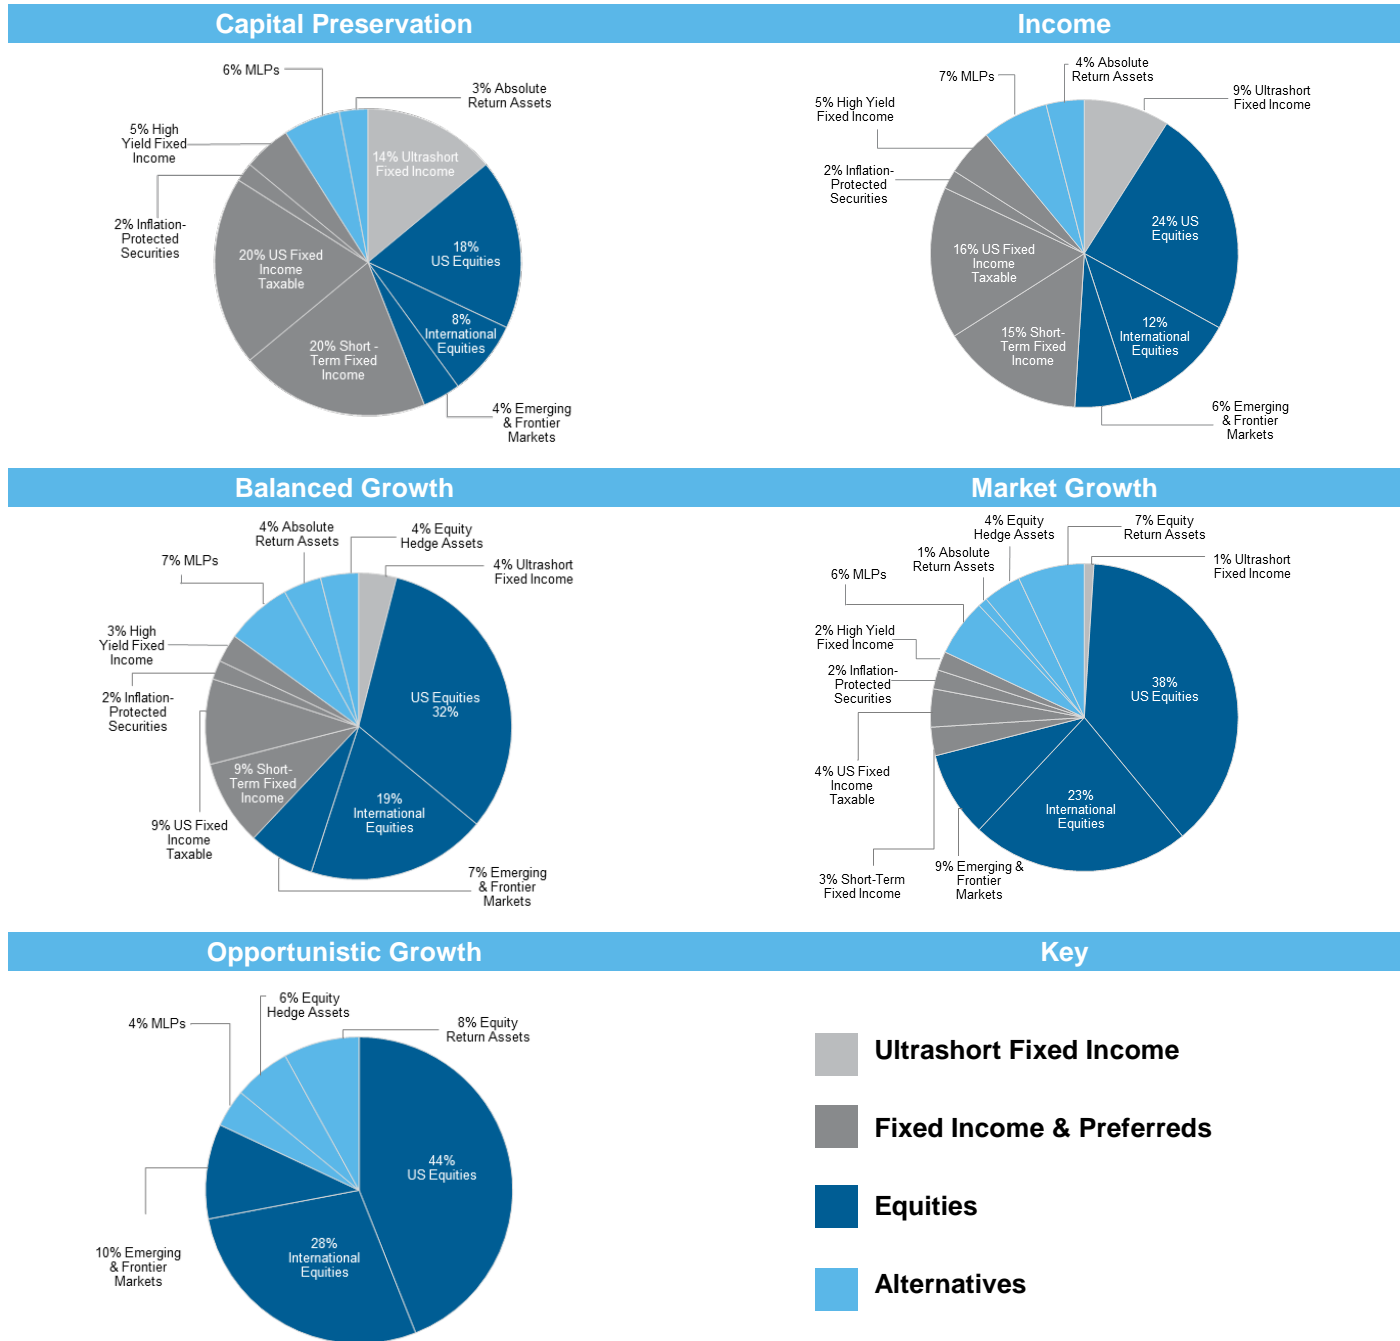 Capital Preservation
6% MLPs
3% Absolute
Return Assets
5% High
Yield Fixed
Income
14% Ultrashort
Fixed Income
2% Inflation-
Protected
Securities
18%
US Equities
20% US Fixed
Income
Taxable
8%
International
Equities
20% Short -
Term Fixed
Income
4% Emerging
& Frontier
Markets
Income
4% Absolute
Return Assets
7% MLPs
9% Ultrashort
Fixed Income
5% High Yield
Fixed Income
2% Inflation-
Protected
Securities
24% US
Equities
16% US Fixed
Income
Taxable
15% Short-
Term Fixed
Income
12%
International
Equities
6% Emerging
& Frontier
Markets
Balanced Growth
4% Absolute
Return Assets
4% Equity
Hedge Assets
7% MLPs
4% Ultrashort
Fixed Income
3% High
Yield Fixed
Income
2% Inflation-
Protected
Securities
US Equities
32%
9% Short-
Term Fixed
Income
19%
International
Equities
9% US Fixed
Income
Taxable
7% Emerging
& Frontier
Markets
Market Growth
4% Equity
Hedge Assets
7% Equity
Return Assets
1% Absolute
Return Assets
1% Ultrashort
Fixed Income
6% MLPs
2% High Yield
Fixed Income
2% Inflation-
Protected
Securities
38%
US Equities
4% US Fixed
Income
Taxable
23%
International
Equities
3% Short-Term
Fixed Income
9% Emerging &
Frontier
Markets
Opportunistic Growth
6% Equity
Hedge Assets
4% MLPs
8% Equity
Return Assets
44%
US Equities
28%
International
Equities
10% Emerging
& Frontier
Markets
Key
Ultrashort Fixed Income
Fixed Income & Preferreds
Equities
Alternatives